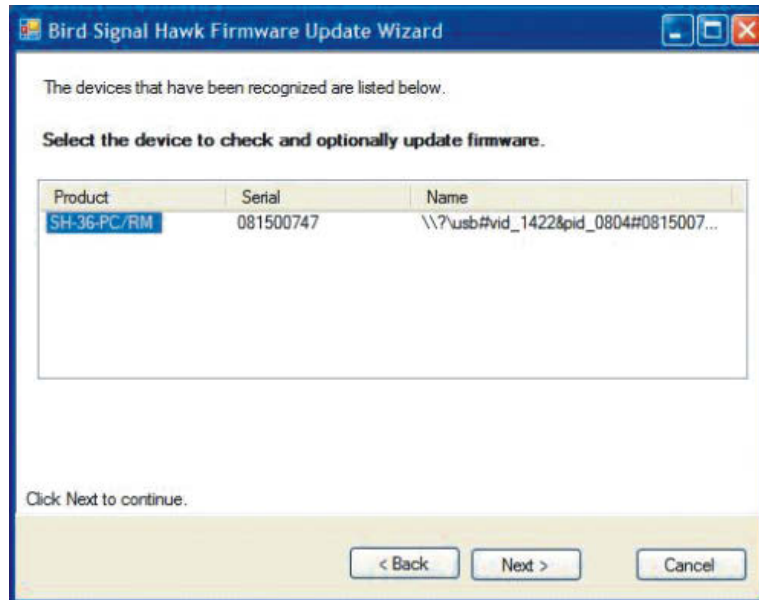 Bird Signal Hawk Firmware Update Wizard
The devices that have been recognized are listed below.
Select the device to check and optionally update firmware.
Product Serial Name
SH-36-PC/RM 081500747 \\?\usb#vid_1422&pid_0804#0815007...
Click Next to continue.
< Back Next > Cancel